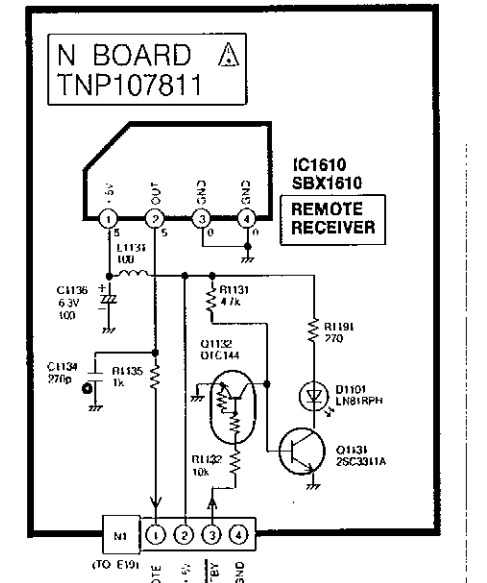 N BOARD
TNP107811
IC1610
SBX1610
REMOTE
RECEIVER
+5V
OUT
GND
GND
1
2
3
4
5
5
0
0
L1131
100
C1136
6.3V
100
R1131
4.7k
R1191
270
Q1132
DTC144
C1134
270p
R1135
1k
D1101
LN81RPH
R1132
10k
Q1131
2SC3311A
N1
1
2
3
4
(TO E19)
+5V
GND